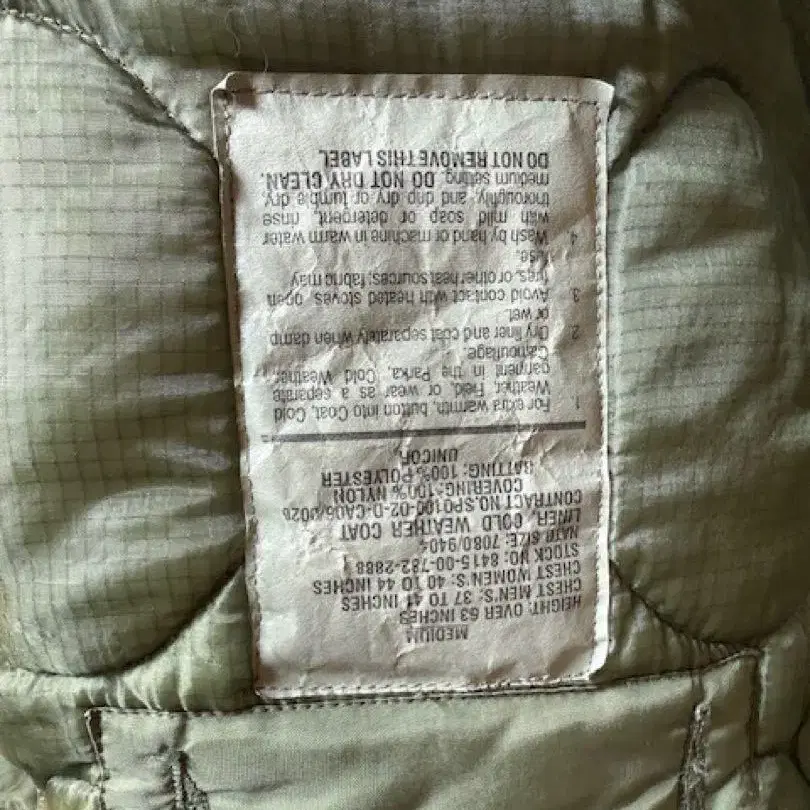 MEDIUM
HEIGHT: OVER 63 INCHES
CHEST MEN'S: 37 TO 41 INCHES
CHEST WOMEN'S: 40 TO 44 INCHES
STOCK NO: 8415-00-782-2888
NATO SIZE: 7080/9404
LINER, COLD WEATHER COAT
CONTRACT NO.SP0100-02-D-CA06/0026
COVERING:100% NYLON
BATTING: 100% POLYESTER
UNICOR
1 For extra warmth, button into Coat, Cold
Weather, Field, or wear as a separate
garment in the Parka, Cold, Weather,
Camouflage.
2. Dry liner and coat separately when damp
or wet.
3 Avoid contact with heated stoves, open
fires, or other heat sources, fabric may
fuse.
4. Wash by hand or machine in warm water
with mild soap or detergent, rinse
thoroughly and drip dry or tumble dry,
medium setting. DO NOT DRY CLEAN.
DO NOT REMOVE THIS LABEL